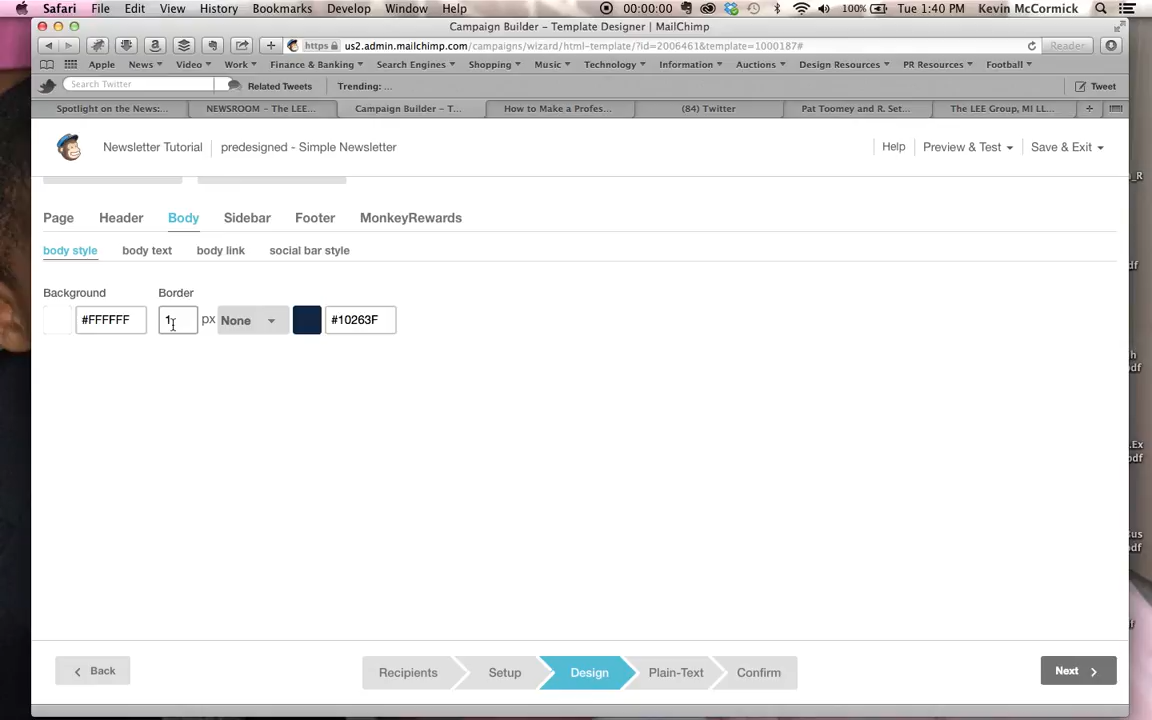 Safari File Edit View History Bookmarks Develop Window Help 00:00:00 100% Tue 1:40 PM Kevin McCormick
Campaign Builder – Template Designer | MailChimp
https us2.admin.mailchimp.com/campaigns/wizard/html-template/?id=2006461&template=1000187# Reader
Apple News Video Work Finance & Banking Search Engines Shopping Music Technology Information Auctions Design Resources PR Resources Football
Search Twitter Related Tweets Trending: ... Tweet
Spotlight on the News:... NEWSROOM – The LEE... Campaign Builder – T... How to Make a Profes... (84) Twitter Pat Toomey and R. Set... The LEE Group, MI LL...
Newsletter Tutorial predesigned - Simple Newsletter Help Preview & Test Save & Exit
Page Header Body Sidebar Footer MonkeyRewards
body style body text body link social bar style
Background Border
#FFFFFF 1 px None #10263F
Back Recipients Setup Design Plain-Text Confirm Next